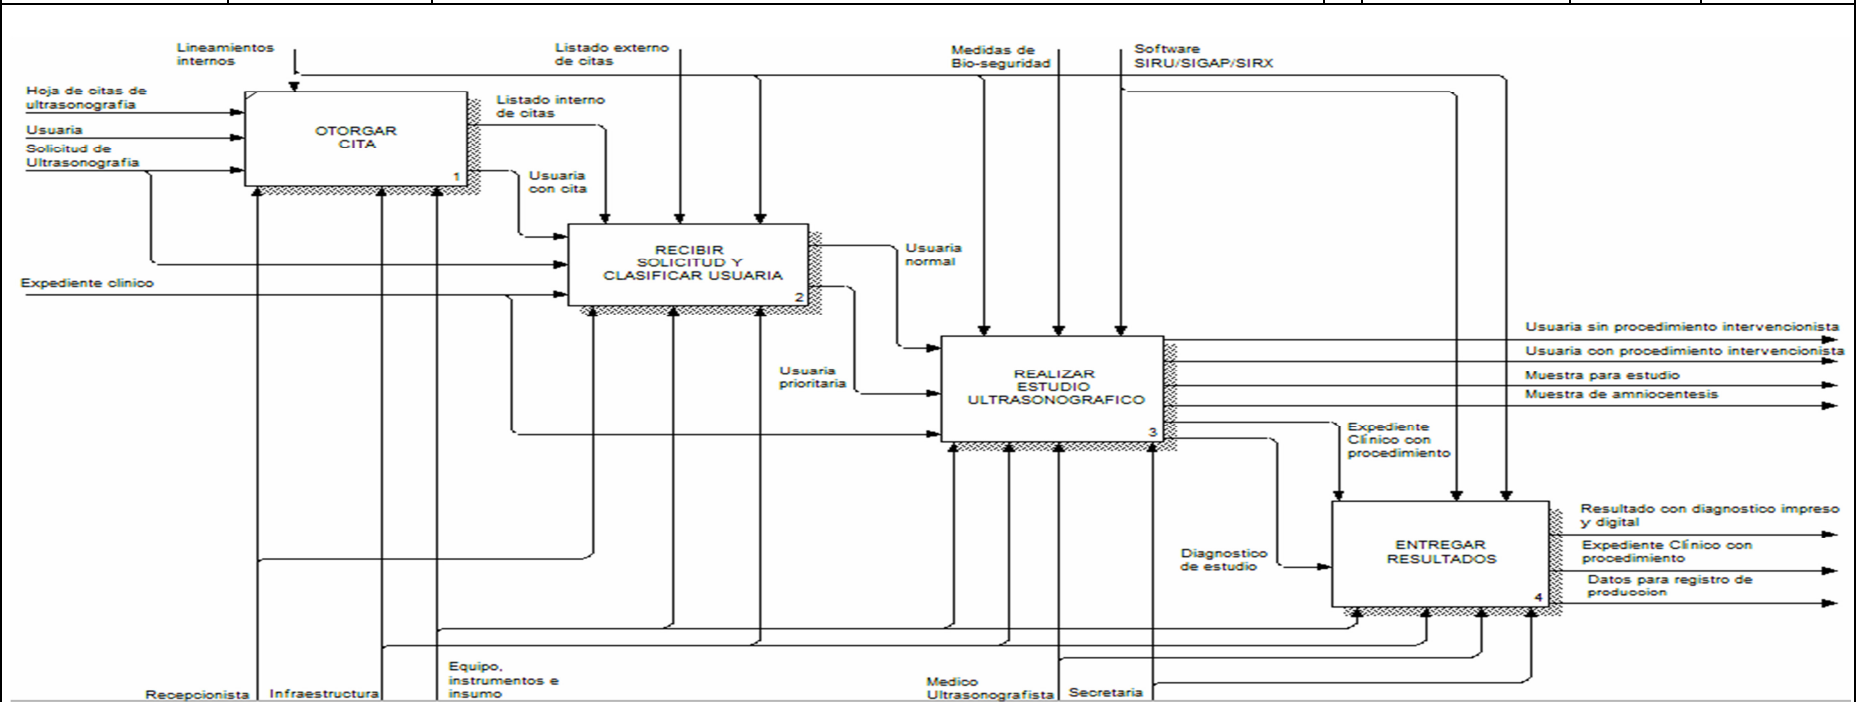 Lineamientos
internos
Listado externo
de citas
Medidas de
Bio-seguridad
Software
SIRU/SIGAP/SIRX
Hoja de citas de
ultrasonografia
Usuaria
Solicitud de
Ultrasonografia
OTORGAR
CITA
1
Listado interno
de citas
Usuaria
con cita
Expediente clinico
RECIBIR
SOLICITUD Y
CLASIFICAR USUARIA
2
Usuaria
normal
Usuaria
prioritaria
REALIZAR
ESTUDIO
ULTRASONOGRAFICO
3
Usuaria sin procedimiento intervencionista
Usuaria con procedimiento intervencionista
Muestra para estudio
Muestra de amniocentesis
Expediente
Clínico con
procedimiento
Diagnostico
de estudio
ENTREGAR
RESULTADOS
4
Resultado con diagnostico impreso
y digital
Expediente Clínico con
procedimiento
Datos para registro de
produccion
Recepcionista
Infraestructura
Equipo,
instrumentos e
insumo
Medico
Ultrasonografista
Secretaria